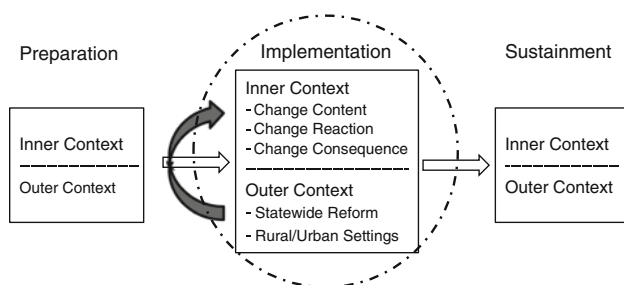 Preparation
Inner Context
Outer Context
Implementation
Inner Context
- Change Content
- Change Reaction
- Change Consequence
Outer Context
- Statewide Reform
- Rural/Urban Settings
Sustainment
Inner Context
Outer Context